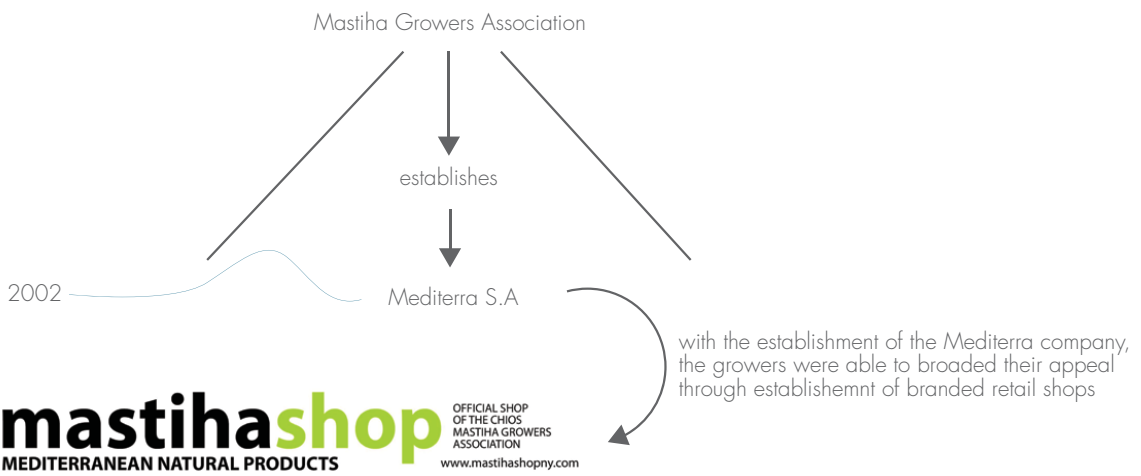 Mastiha Growers Association
establishes
2002
Mediterra S.A
with the establishment of the Mediterra company,
the growers were able to broaded their appeal
through establishemnt of branded retail shops
mastihashop
MEDITERRANEAN NATURAL PRODUCTS
OFFICIAL SHOP
OF THE CHIOS
MASTIHA GROWERS
ASSOCIATION
www.mastihashopny.com